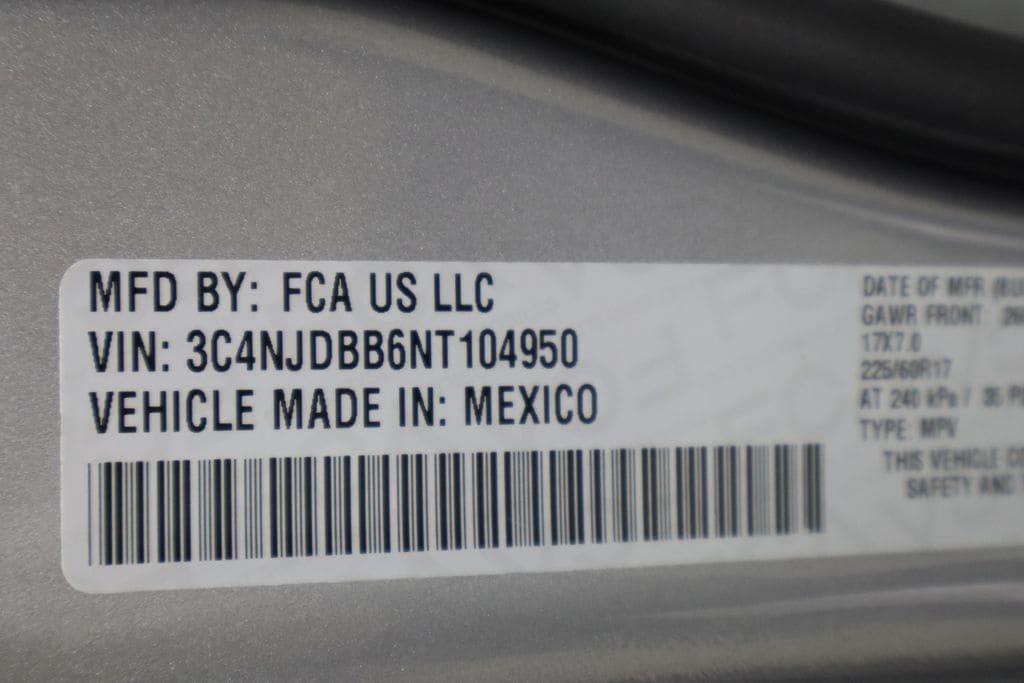 MFD BY: FCA US LLC
VIN: 3C4NJDBB6NT104950
VEHICLE MADE IN: MEXICO
DATE OF MFR
GAWR FRONT:
17X7.0
225/60R17
AT 240 kPa /
TYPE: MPV
THIS VEHICLE
SAFETY AND